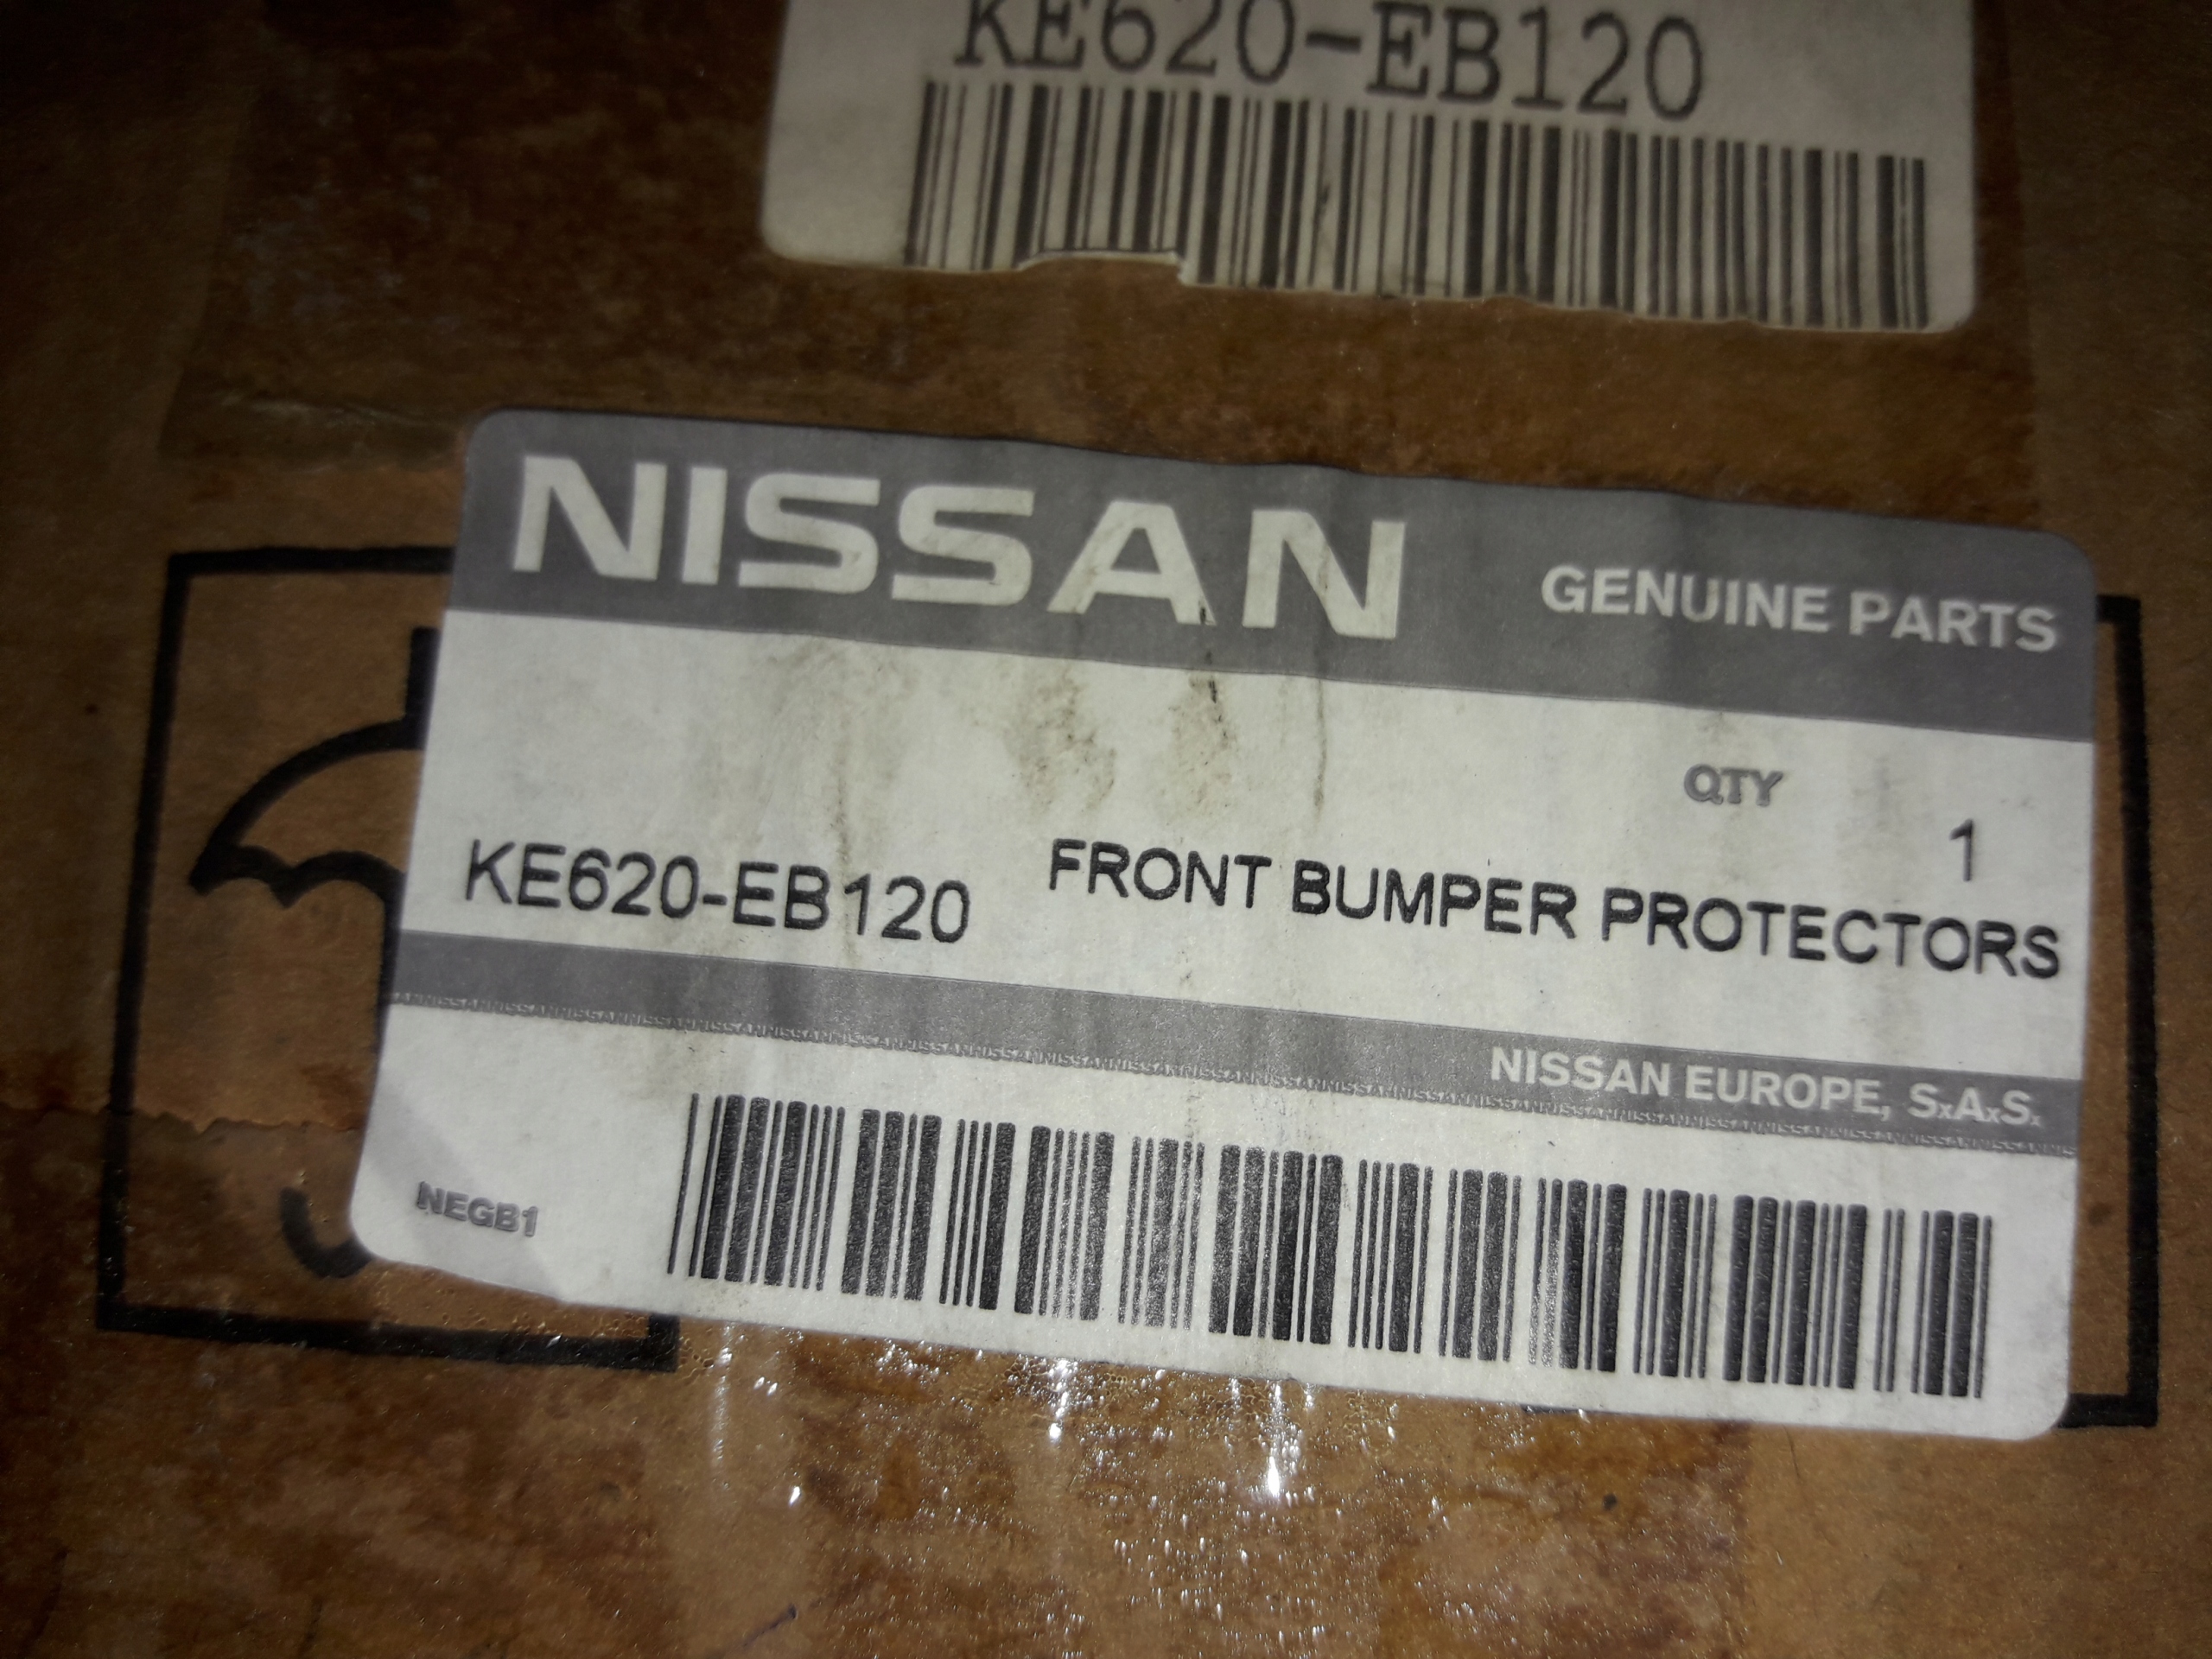 KE620-EB120
NISSAN GENUINE PARTS
QTY 1
KE620-EB120 FRONT BUMPER PROTECTORS
NISSAN EUROPE, S.A.S.
NEGB1